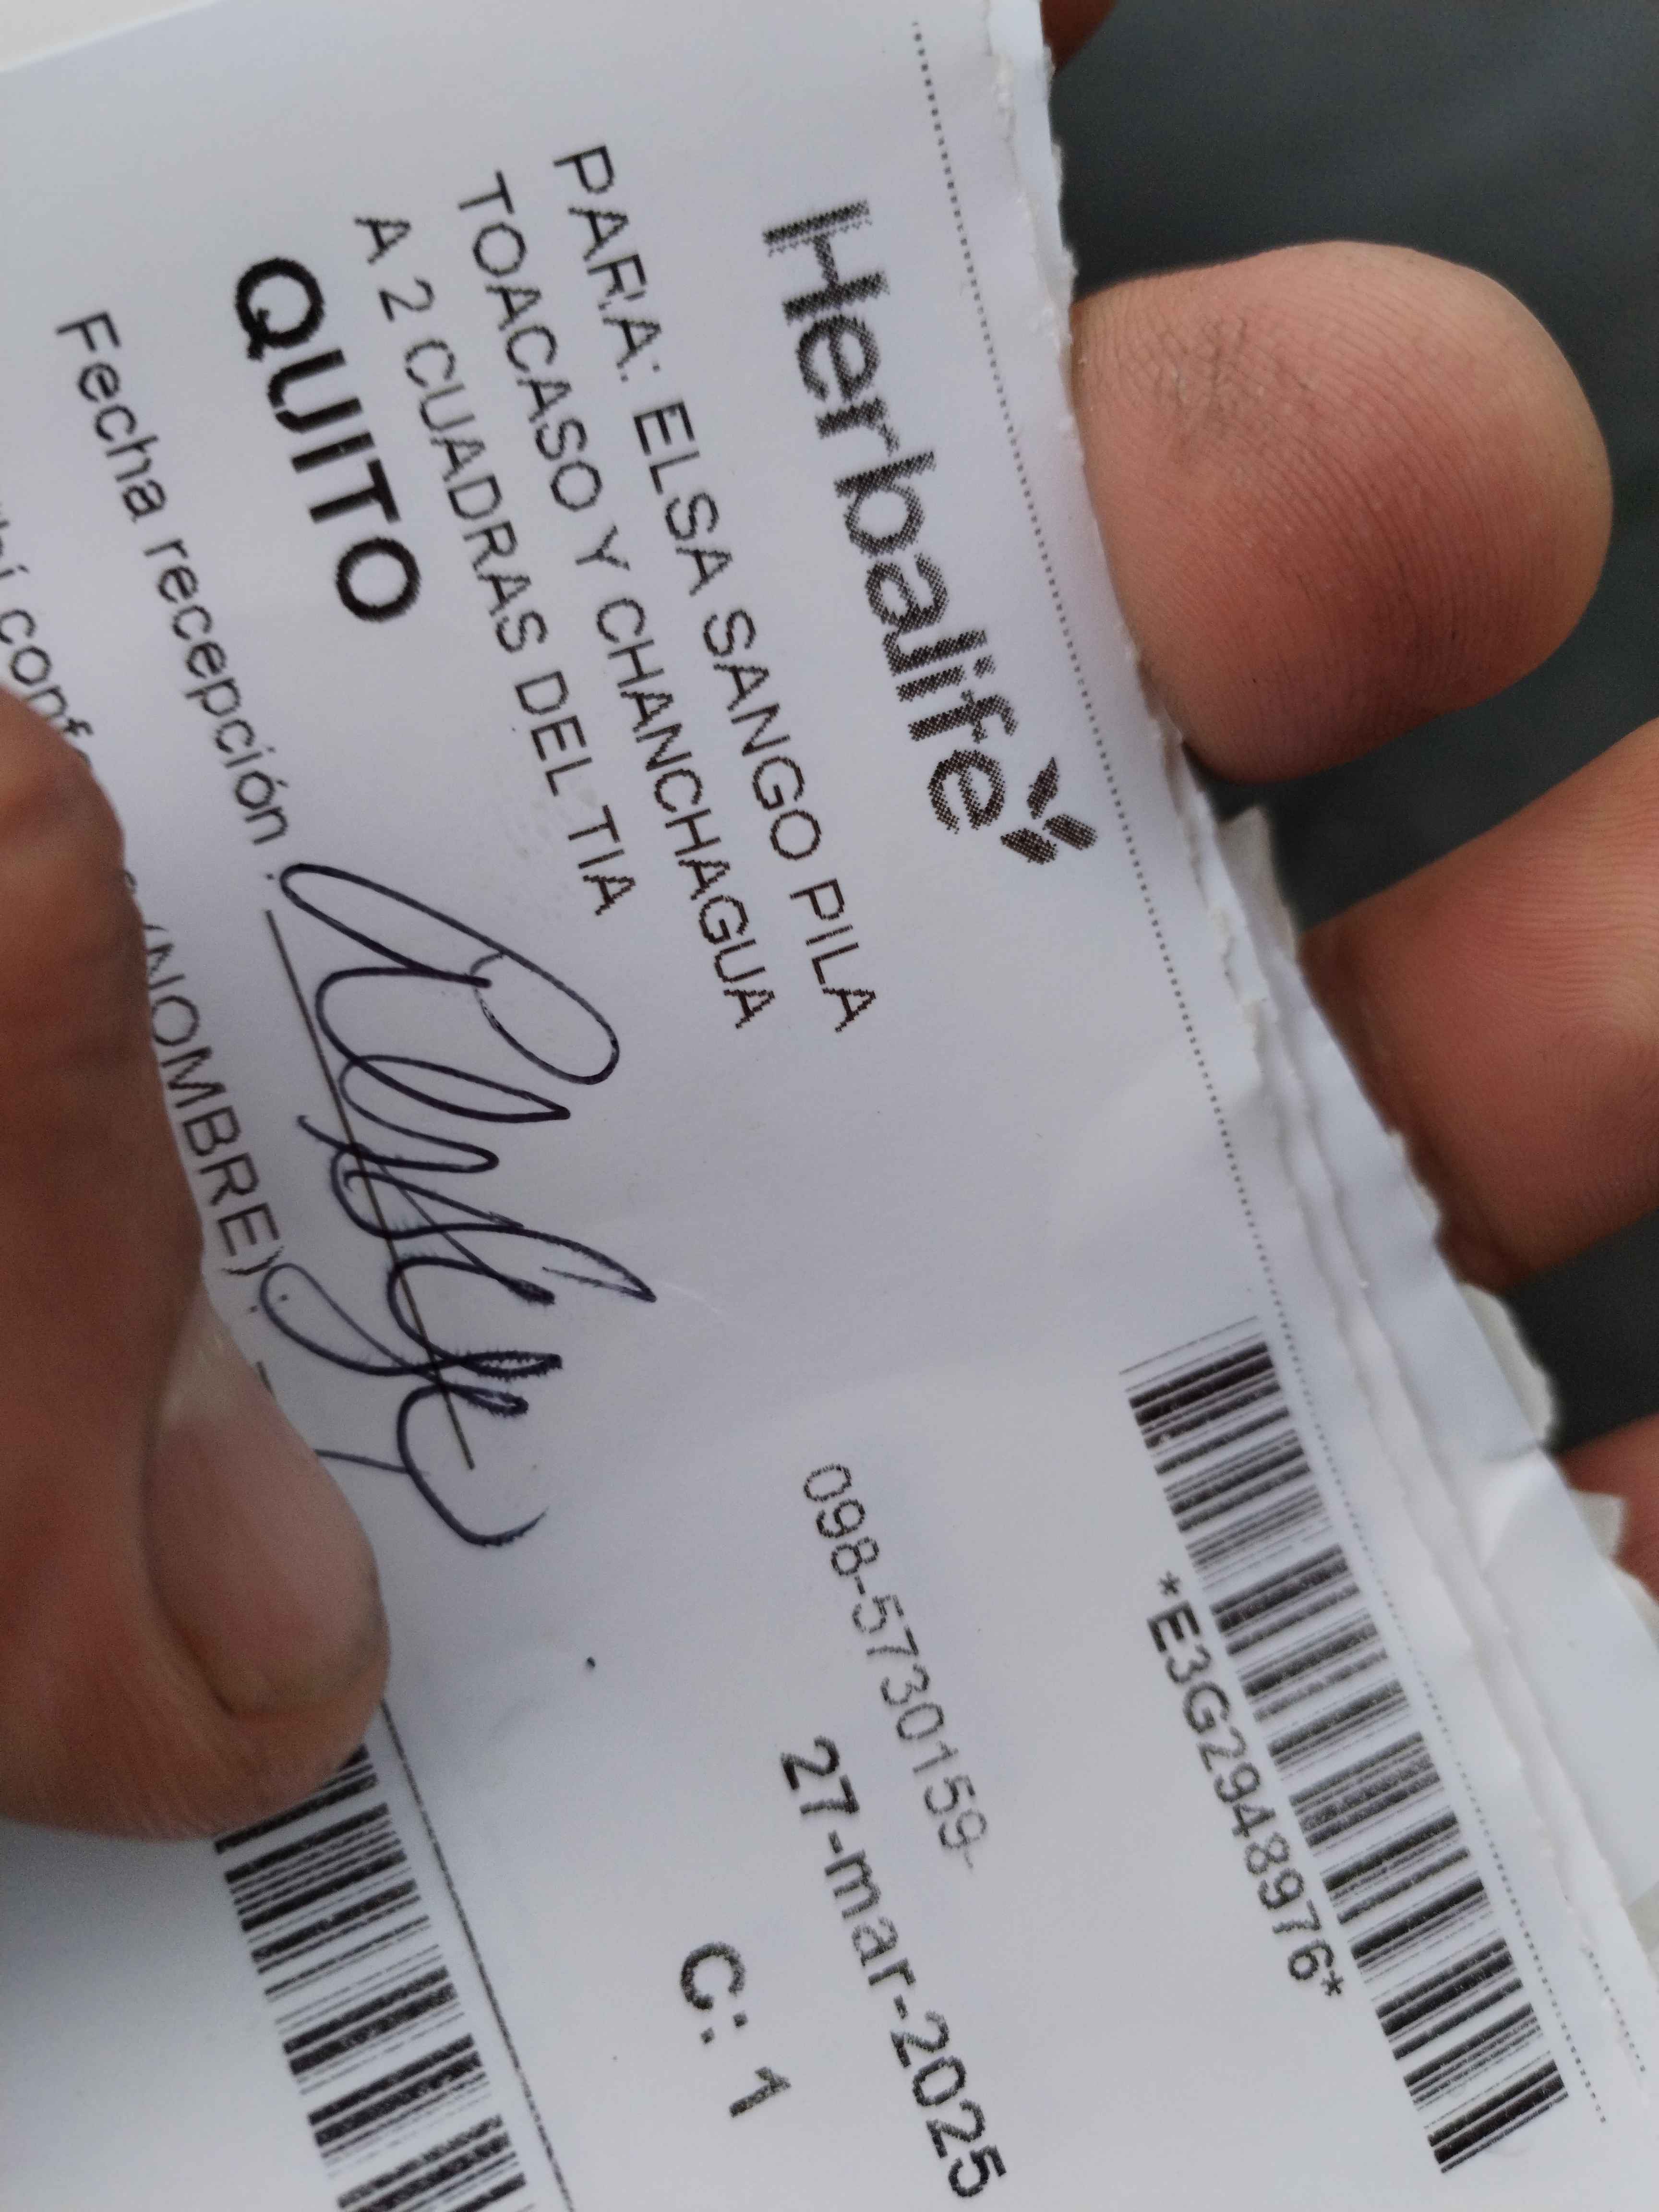 Herbalife
*E3G2948976*
PARA: ELSA SANGO PILA
098-5730159-
TOACASO Y CHANCHAGUA
27-mar-2025
A 2 CUADRAS DEL TIA
QUITO
C: 1
Fecha recepción :
(NOMBRE):